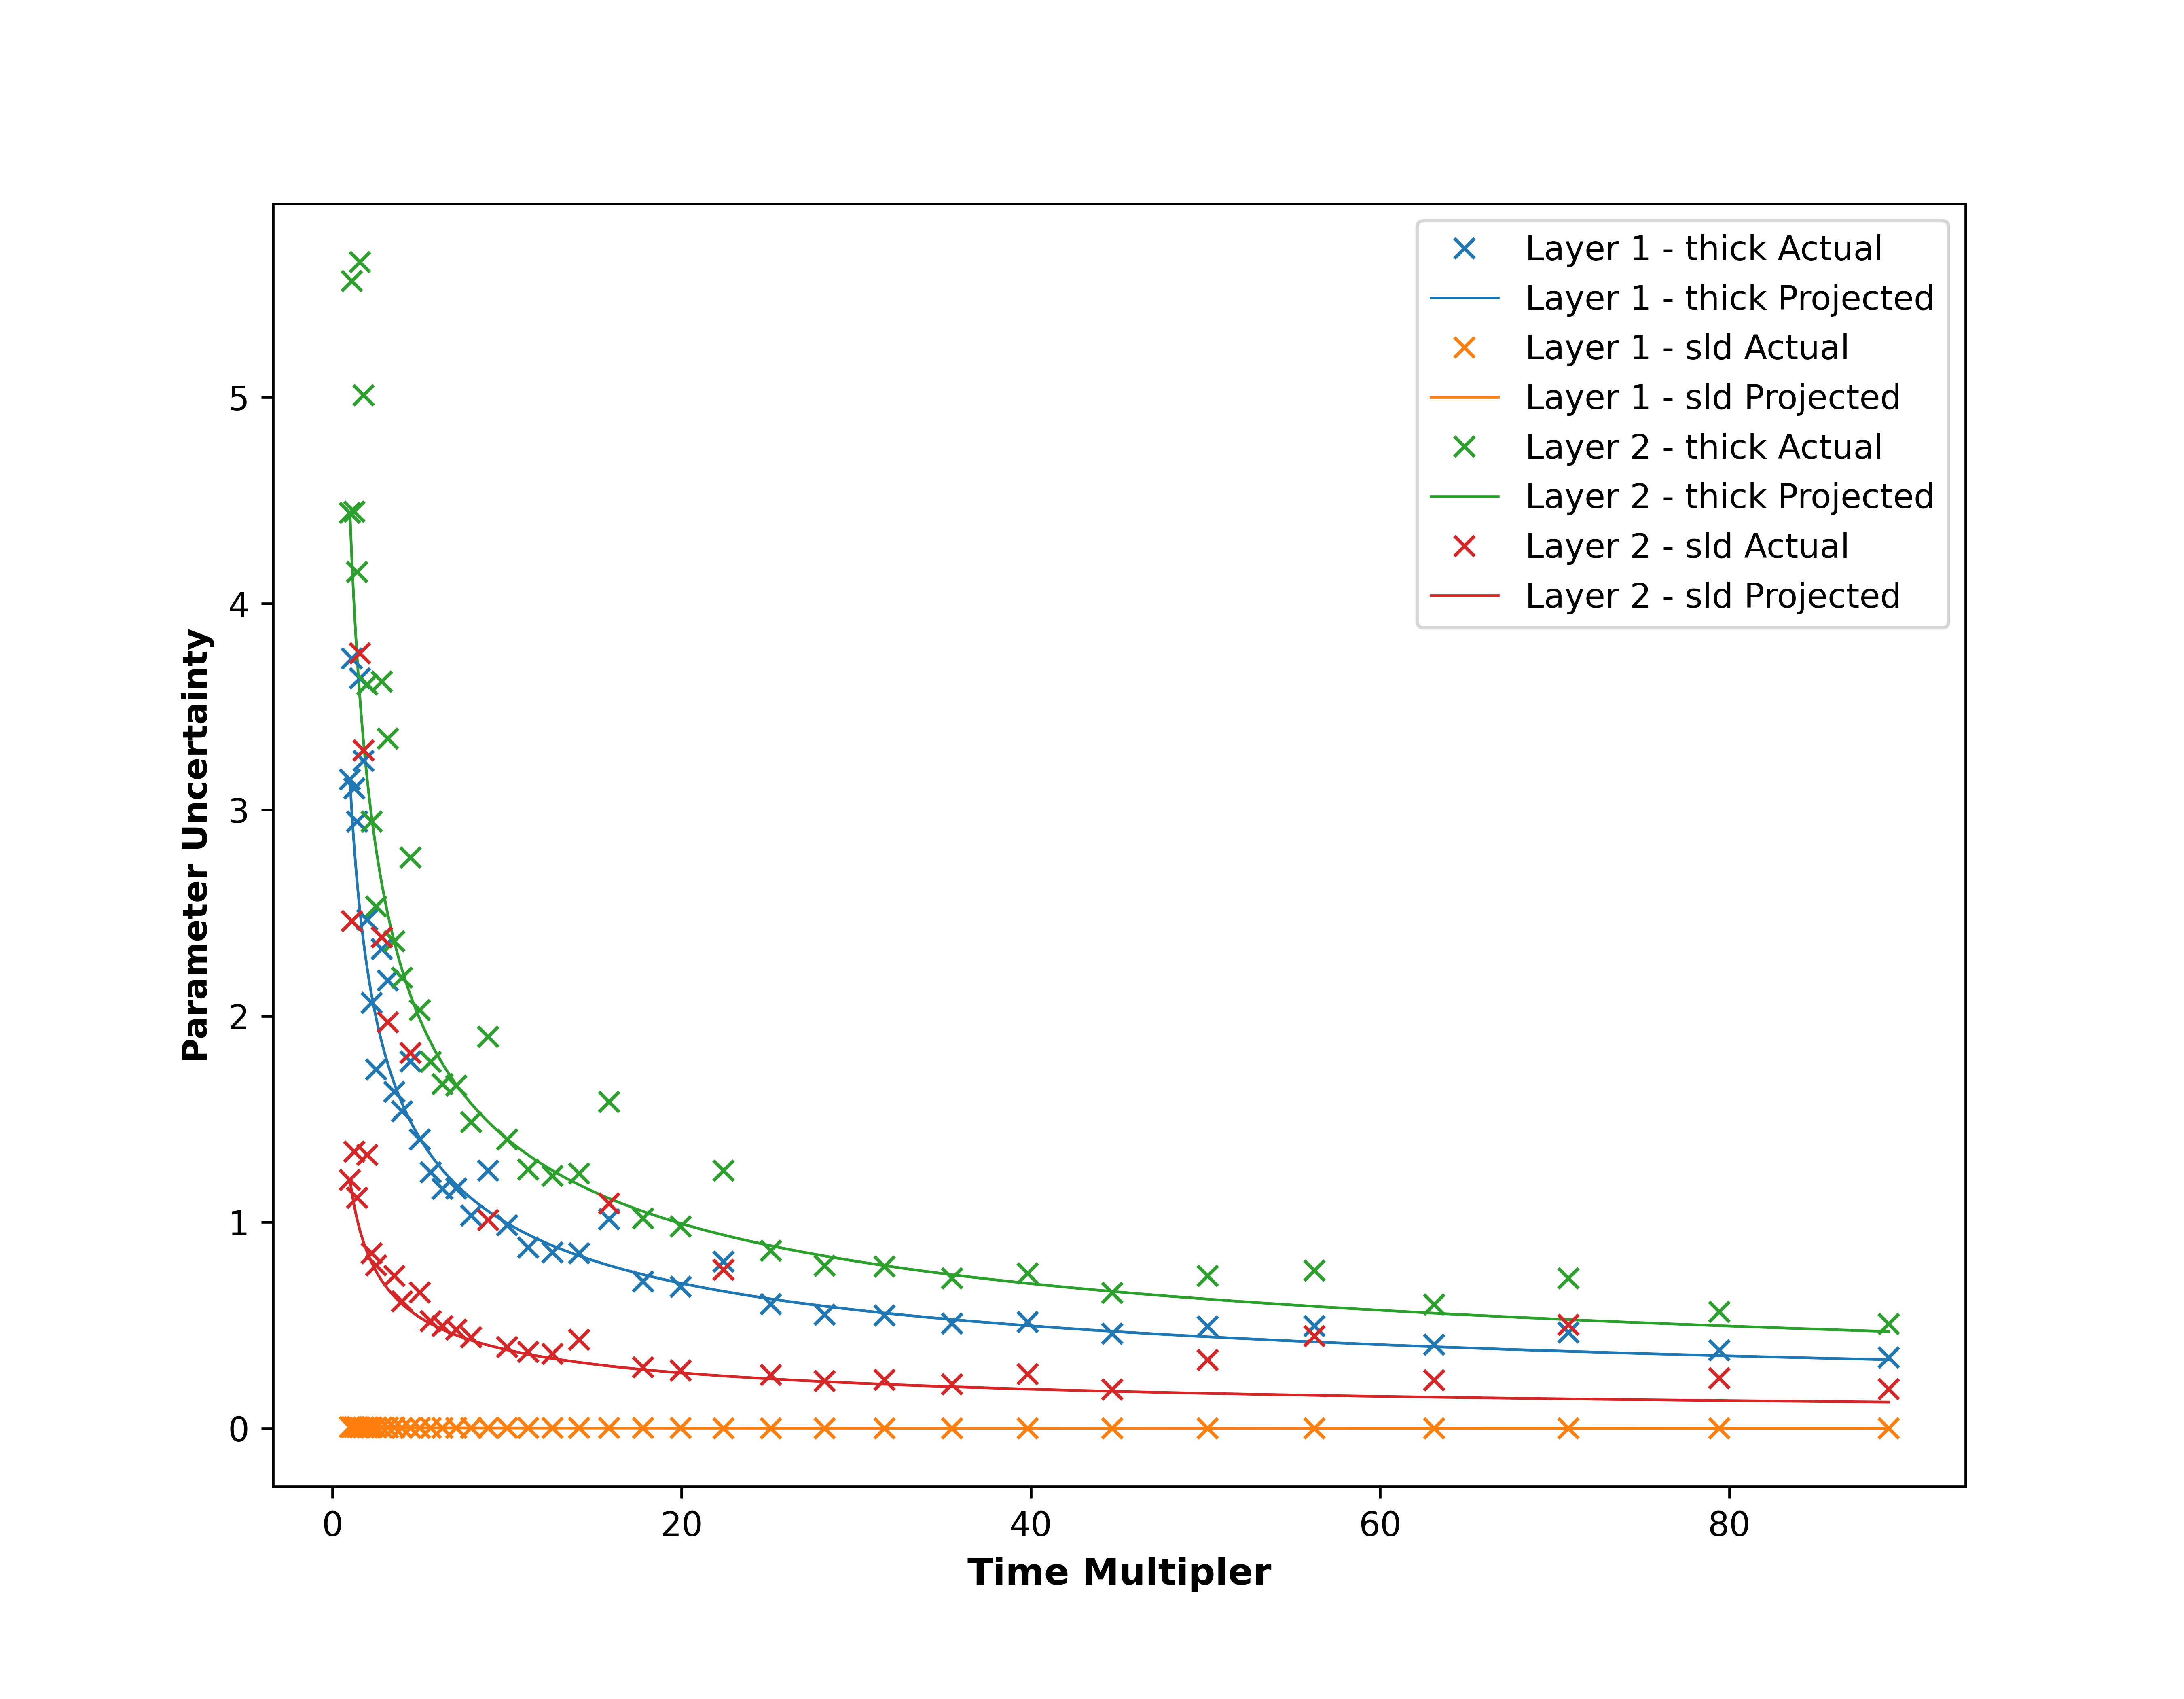 Layer 1 - thick Actual
Layer 1 - thick Projected
Layer 1 - sld Actual
Layer 1 - sld Projected
Layer 2 - thick Actual
Layer 2 - thick Projected
Layer 2 - sld Actual
Layer 2 - sld Projected
Parameter Uncertainty
5
4
3
2
1
0
0 20 40 60 80
Time Multipler